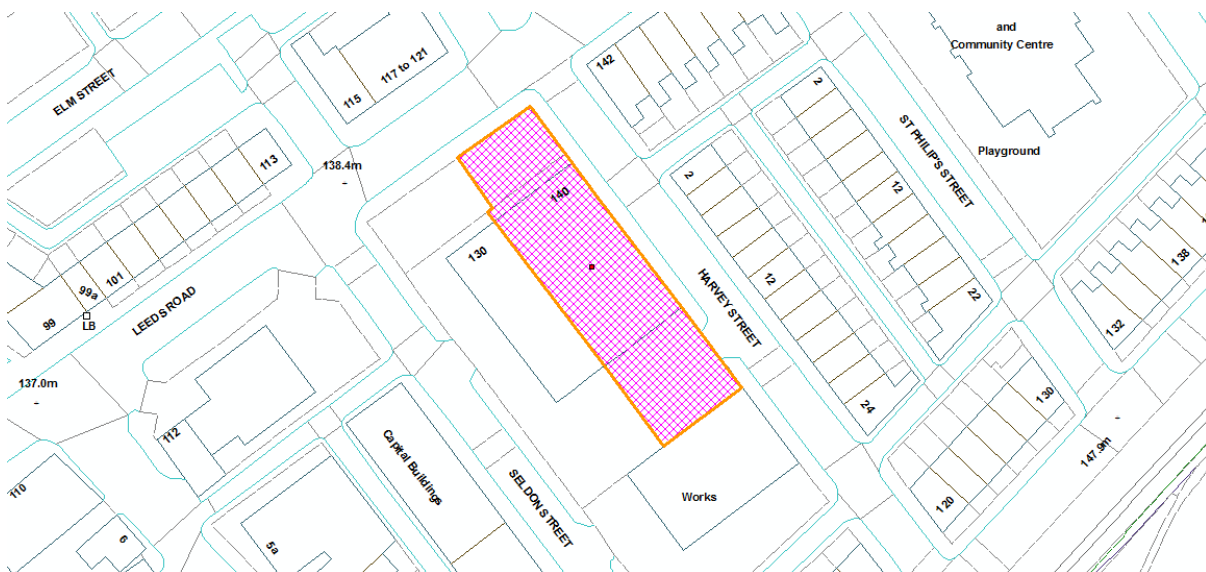 and
Community Centre
ELM STREET
117 to 121
115
142
2
2
ST PHILIP'S STREET
Playground
113
138.4m
140
12
130
12
HARVEY STREET
138
101
99a
99
LB
LEEDS ROAD
22
132
137.0m
24
130
112
Capital Buildings
147.9m
110
SELDON STREET
Works
120
6
5a